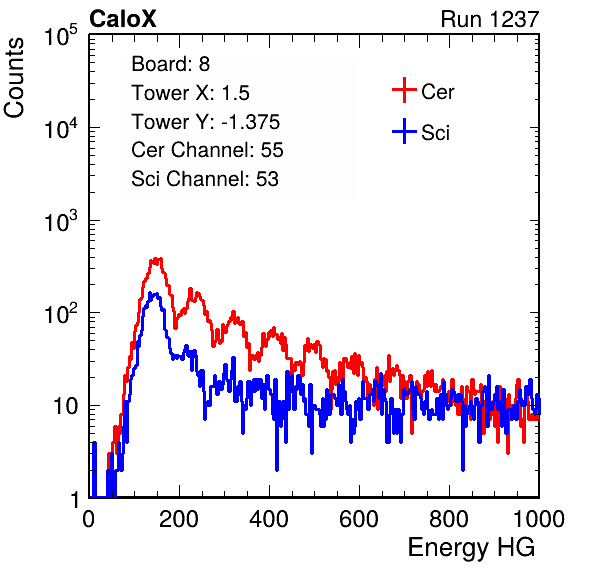 CaloX Run 1237
Counts
Board: 8
Tower X: 1.5
Tower Y: -1.375
Cer Channel: 55
Sci Channel: 53
Cer
Sci
10^5
10^4
10^3
10^2
10
1
0 200 400 600 800 1000
Energy HG